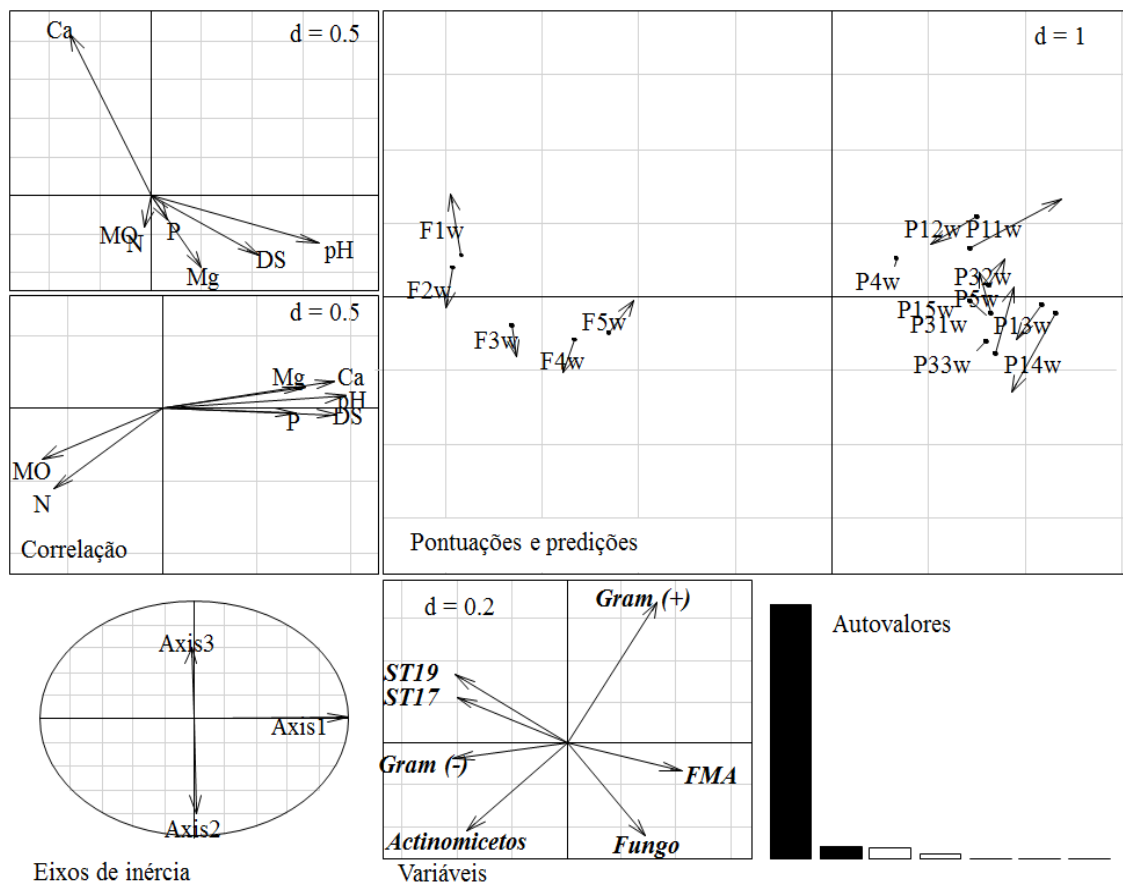 Ca
d = 0.5
MO
N
P
Mg
DS
pH
d = 0.5
Mg
Ca
pH
P
DS
MO
N
Correlação
d = 1
F1w
F2w
F3w
F4w
F5w
P12w
P11w
P4w
P32w
P5w
P15w
P31w
P13w
P33w
P14w
Pontuações e predições
Axis3
Axis1
Axis2
Eixos de inércia
d = 0.2
Gram (+)
ST19
ST17
Gram (-)
FMA
Actinomicetos
Fungo
Variáveis
Autovalores